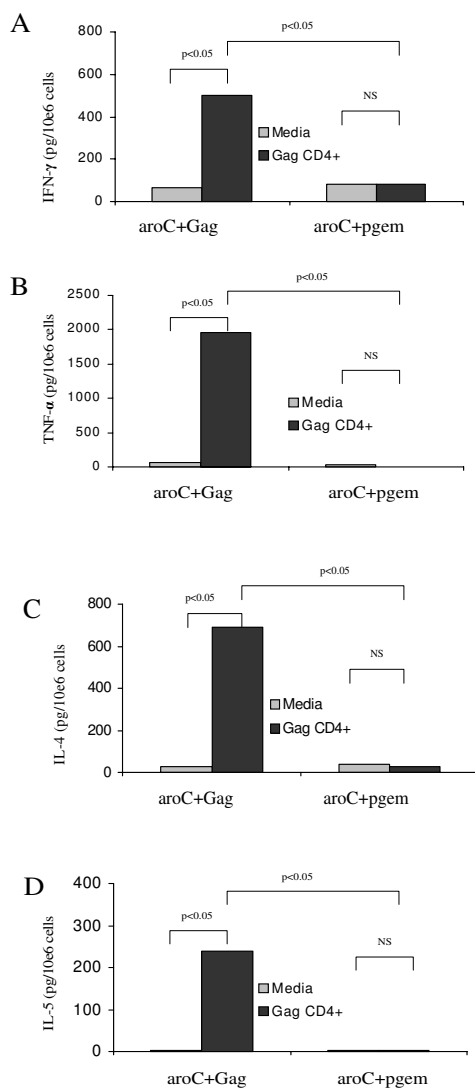 A
p<0.05
800
p<0.05
600
NS
400
Media
Gag CD4+
200
0
IFN-γ (pg/10e6 cells)
aroC+Gag
aroC+pgem
B
p<0.05
2500
p<0.05
2000
NS
1500
Media
1000
Gag CD4+
500
0
TNF-α (pg/10e6 cells
aroC+Gag
aroC+pgem
C
p<0.05
800
p<0.05
600
NS
400
Media
Gag CD4+
200
0
IL-4 (pg/10e6 cells
aroC+Gag
aroC+pgem
D
p<0.05
400
p<0.05
300
NS
200
Media
Gag CD4+
100
0
IL-5 (pg/10e6 cells
aroC+Gag
aroC+pgem